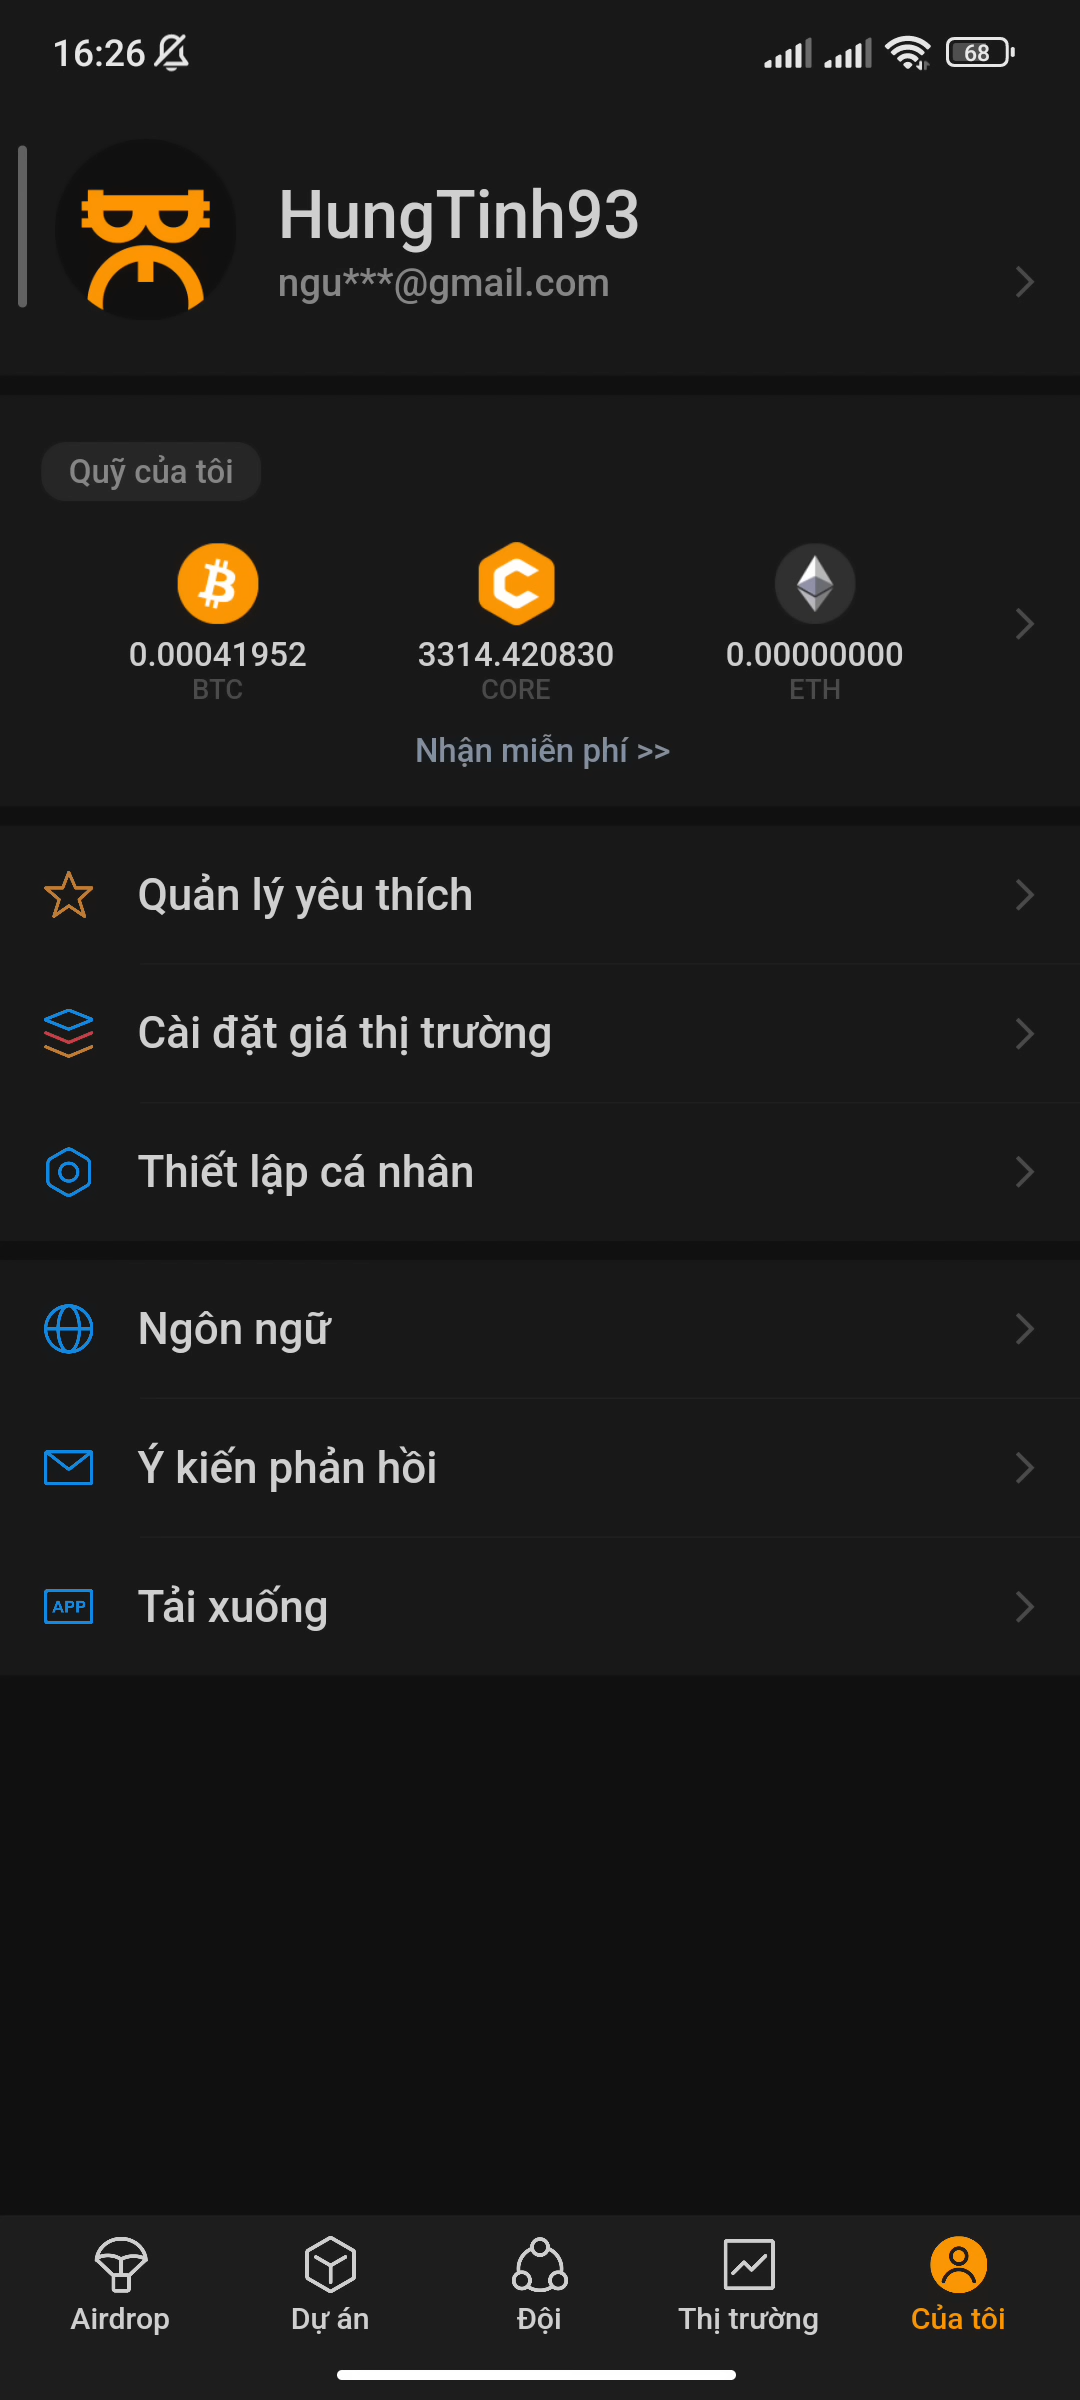 16:26
68
HungTinh93
ngu***@gmail.com
Quỹ của tôi
0.00041952
BTC
3314.420830
CORE
0.00000000
ETH
Nhận miễn phí >>
Quản lý yêu thích
Cài đặt giá thị trường
Thiết lập cá nhân
Ngôn ngữ
Ý kiến phản hồi
APP
Tải xuống
Airdrop
Dự án
Đội
Thị trường
Của tôi